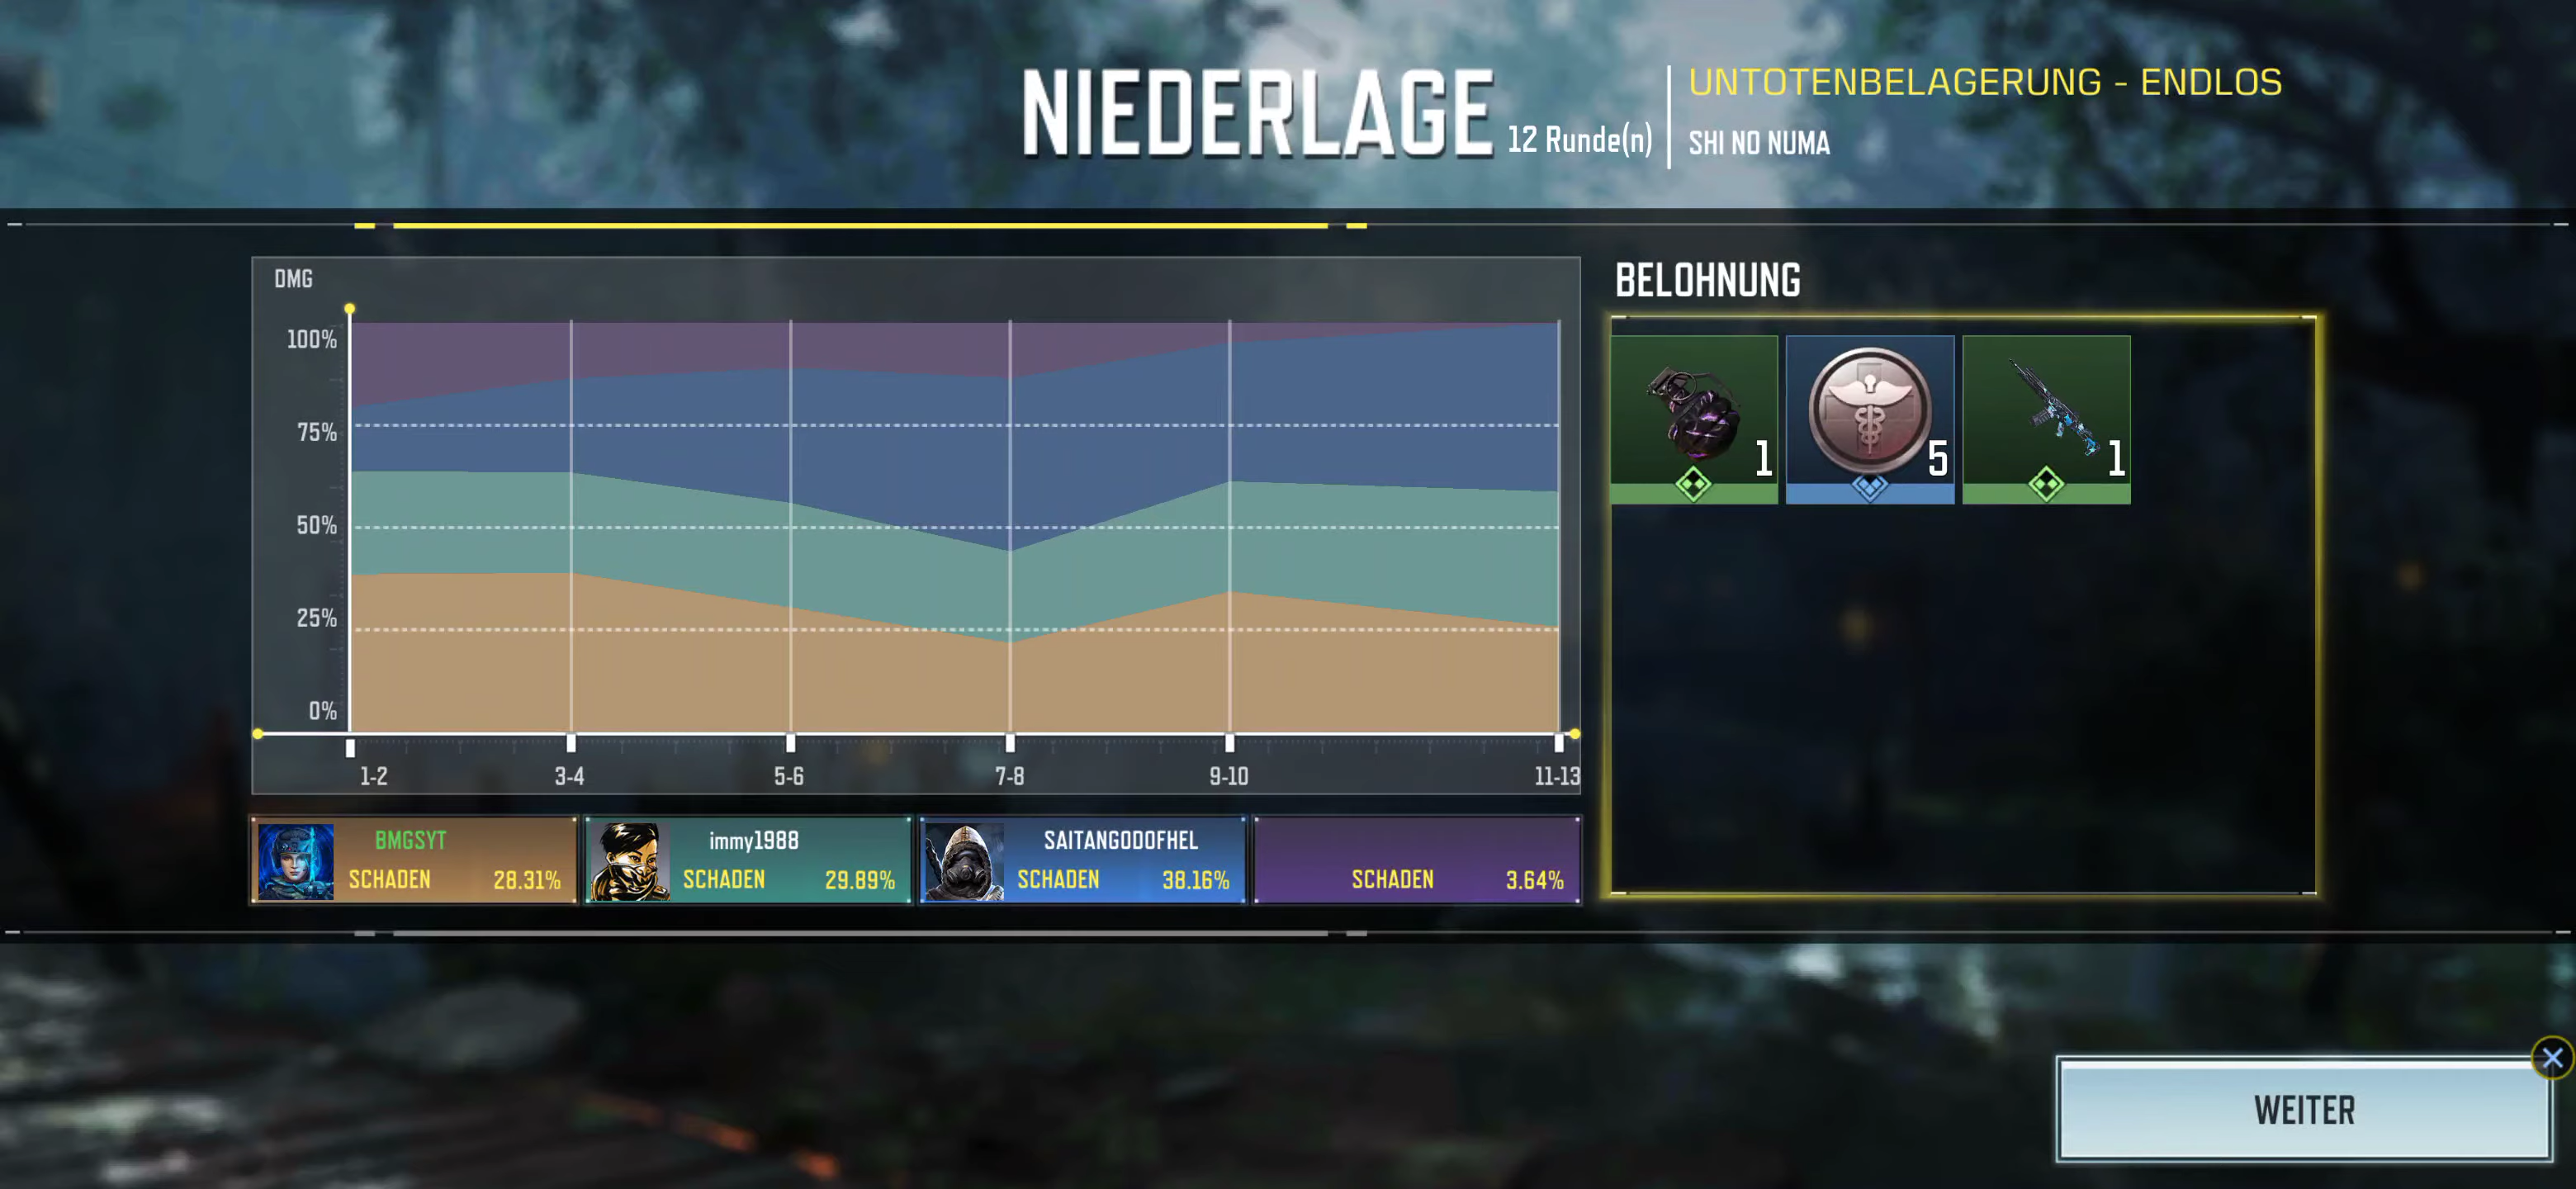 NIEDERLAGE 12 Runde(n)
UNTOTENBELAGERUNG - ENDLOS
SHI NO NUMA
DMG
100%
75%
50%
25%
0%
1-2 3-4 5-6 7-8 9-10 11-13
BMGSYT
SCHADEN 28.31%
immy1988
SCHADEN 29.89%
SAITANGODOFHEL
SCHADEN 38.16%
SCHADEN 3.64%
BELOHNUNG
1 5 1
WEITER